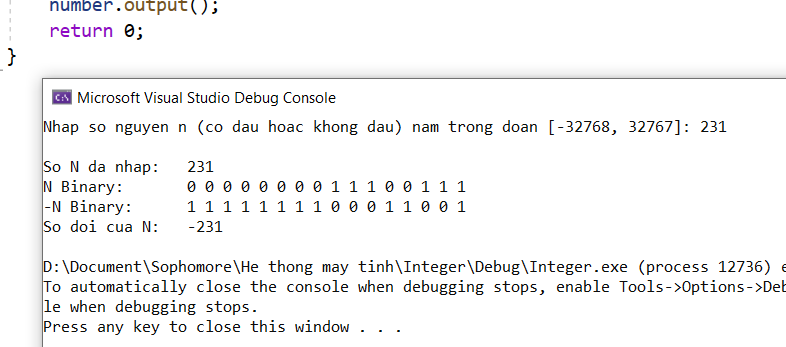 number.output();
return 0;
}
Microsoft Visual Studio Debug Console
Nhap so nguyen n (co dau hoac khong dau) nam trong doan [-32768, 32767]: 231
So N da nhap: 231
N Binary: 0 0 0 0 0 0 0 0 1 1 1 0 0 1 1 1
-N Binary: 1 1 1 1 1 1 1 1 0 0 0 1 1 0 0 1
So doi cua N: -231
D:\Document\Sophomore\He thong may tinh\Integer\Debug\Integer.exe (process 12736) e
To automatically close the console when debugging stops, enable Tools->Options->Deb
le when debugging stops.
Press any key to close this window . . .